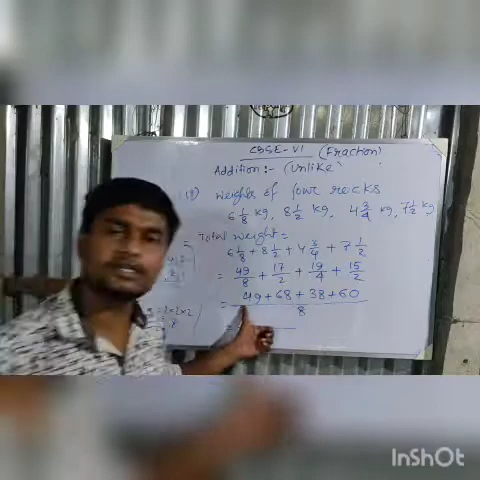 CBSE-VI (Fraction)
Addition:- (Unlike
Weights of four
6 1/8 kg, 8 1/2 kg, 4 3/4 kg, 7 1/2 kg
Total weight =
6 1/8 + 8 1/2 + 4 3/4 + 7 1/2
= 49/8 + 17/2 + 19/4 + 15/2
= 49+68+38+60 / 8
=
InShOt